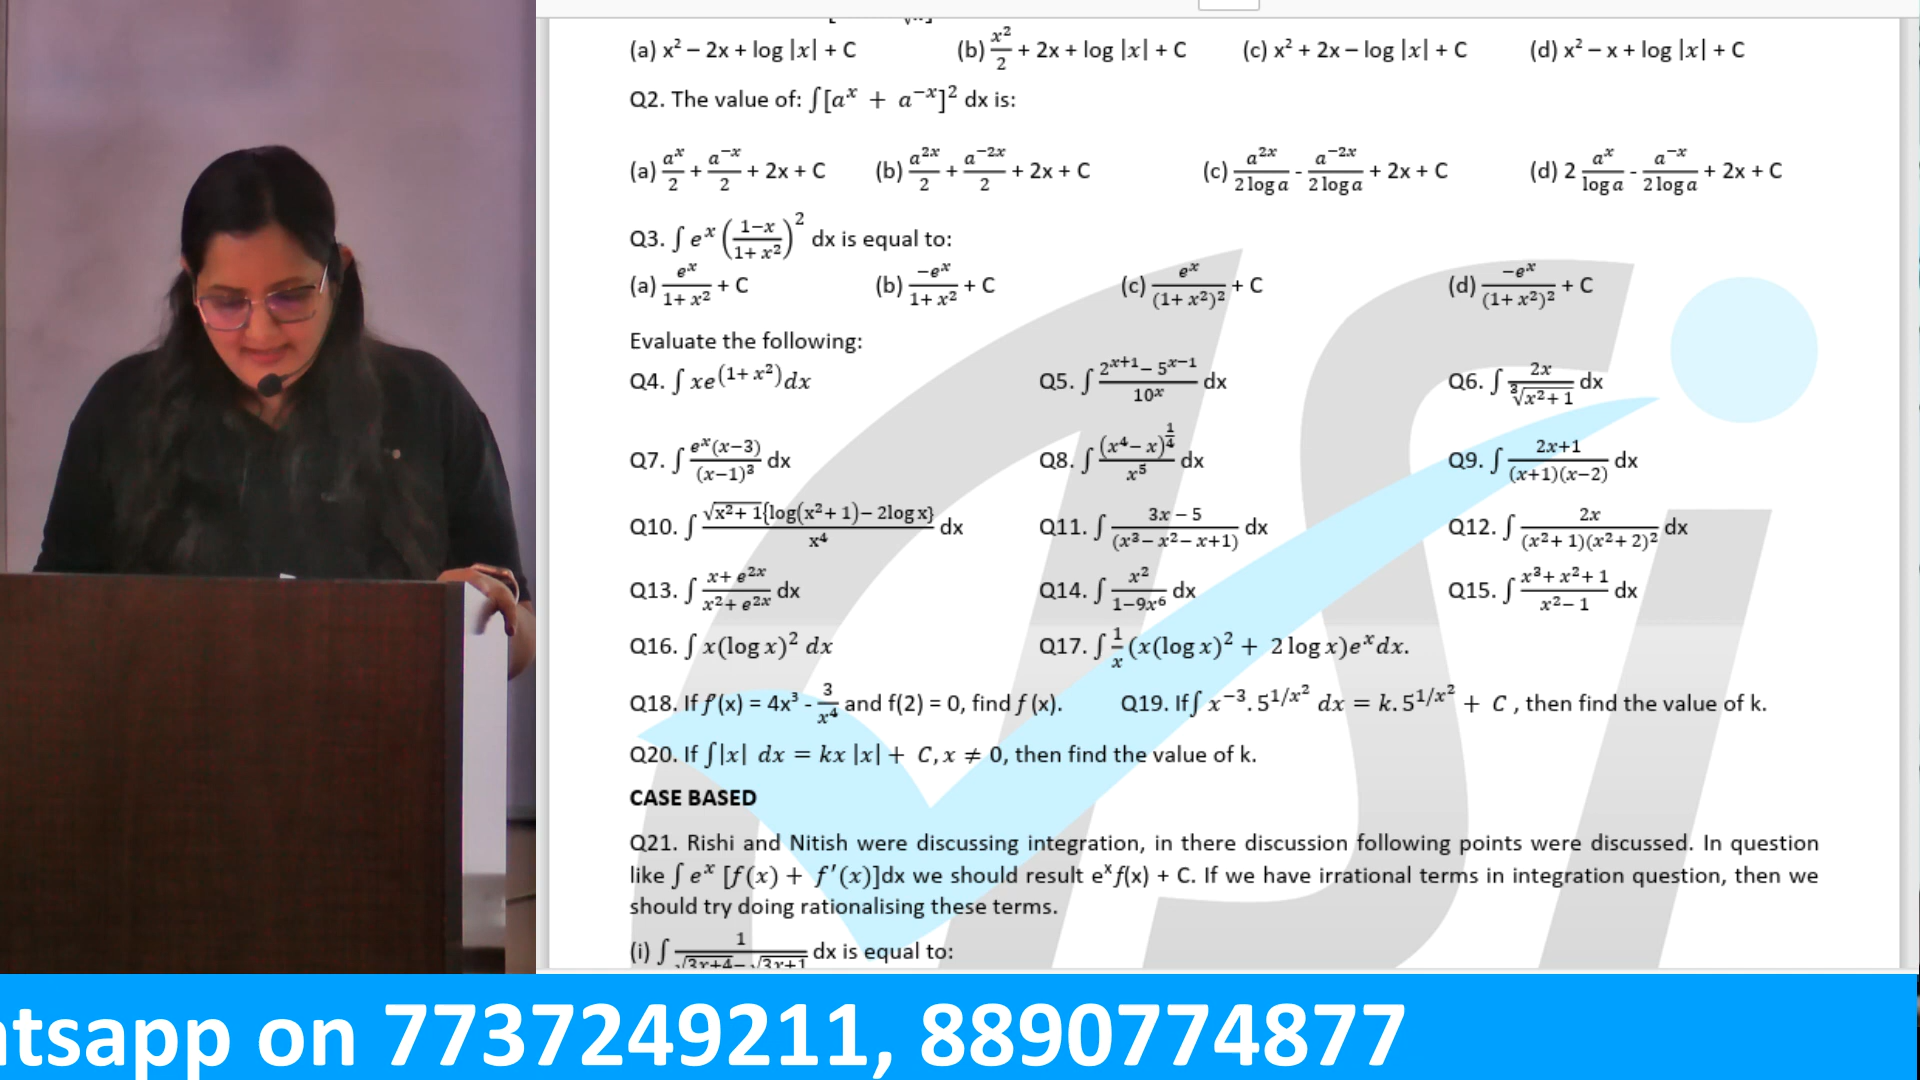 (a) x² – 2x + log |x| + C (b) x²/2 + 2x + log |x| + C (c) x² + 2x – log |x| + C (d) x² – x + log |x| + C
Q2. The value of: ∫[aˣ + a⁻ˣ]² dx is:
(a) aˣ/2 + a⁻ˣ/2 + 2x + C (b) a²ˣ/2 + a⁻²ˣ/2 + 2x + C (c) a²ˣ/(2 log a) - a⁻²ˣ/(2 log a) + 2x + C (d) 2 aˣ/(log a) - a⁻ˣ/(2 log a) + 2x + C
Q3. ∫ eˣ ((1−x)/(1+ x²))² dx is equal to:
(a) eˣ/(1+ x²) + C (b) −eˣ/(1+ x²) + C (c) eˣ/(1+ x²)² + C (d) −eˣ/(1+ x²)² + C
Evaluate the following:
Q4. ∫ xe^(1+ x²) dx Q5. ∫ (2ˣ⁺¹ − 5ˣ⁻¹)/10ˣ dx Q6. ∫ 2x/∛(x²+ 1) dx
Q7. ∫ eˣ(x−3)/(x−1)³ dx Q8. ∫ (x⁴− x)^(1/4)/x⁵ dx Q9. ∫ (2x+1)/((x+1)(x−2)) dx
Q10. ∫ √(x²+ 1){log(x²+ 1)− 2log x}/x⁴ dx Q11. ∫ (3x − 5)/(x³− x²− x+1) dx Q12. ∫ 2x/((x²+ 1)(x²+ 2)²) dx
Q13. ∫ (x+ e²ˣ)/(x²+ e²ˣ) dx Q14. ∫ x²/(1−9x⁶) dx Q15. ∫ (x³+ x²+ 1)/(x²− 1) dx
Q16. ∫ x(log x)² dx Q17. ∫ 1/x (x(log x)² + 2 log x)eˣdx.
Q18. If f'(x) = 4x³ - 3/x⁴ and f(2) = 0, find f (x). Q19. If∫ x⁻³. 5^(1/x²) dx = k. 5^(1/x²) + C , then find the value of k.
Q20. If ∫|x| dx = kx |x| + C, x ≠ 0, then find the value of k.
CASE BASED
Q21. Rishi and Nitish were discussing integration, in there discussion following points were discussed. In question
like ∫ eˣ [f(x) + f′(x)]dx we should result eˣf(x) + C. If we have irrational terms in integration question, then we
should try doing rationalising these terms.
(i) ∫ 1/(√(3x+4) − √(3x+1)) dx is equal to:
ASi
atsapp on 7737249211, 8890774877